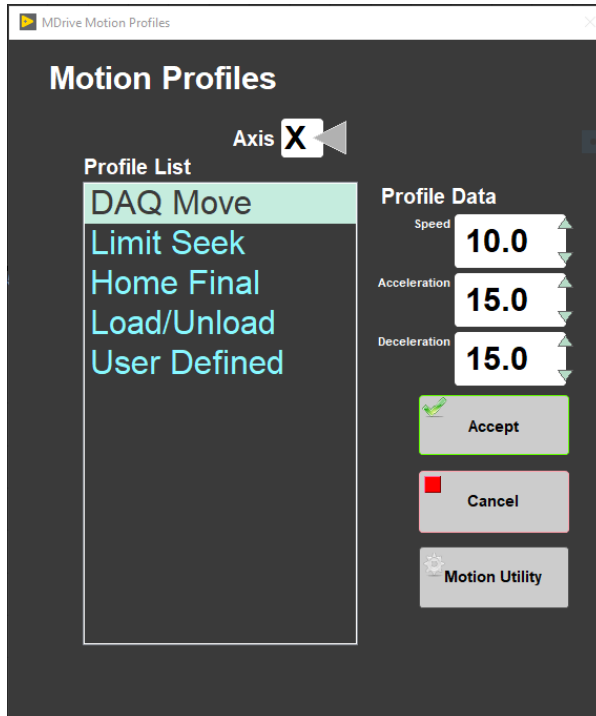 MDrive Motion Profiles
Motion Profiles
Axis X
Profile List
DAQ Move
Limit Seek
Home Final
Load/Unload
User Defined
Profile Data
Speed
10.0
Acceleration
15.0
Deceleration
15.0
Accept
Cancel
Motion Utility